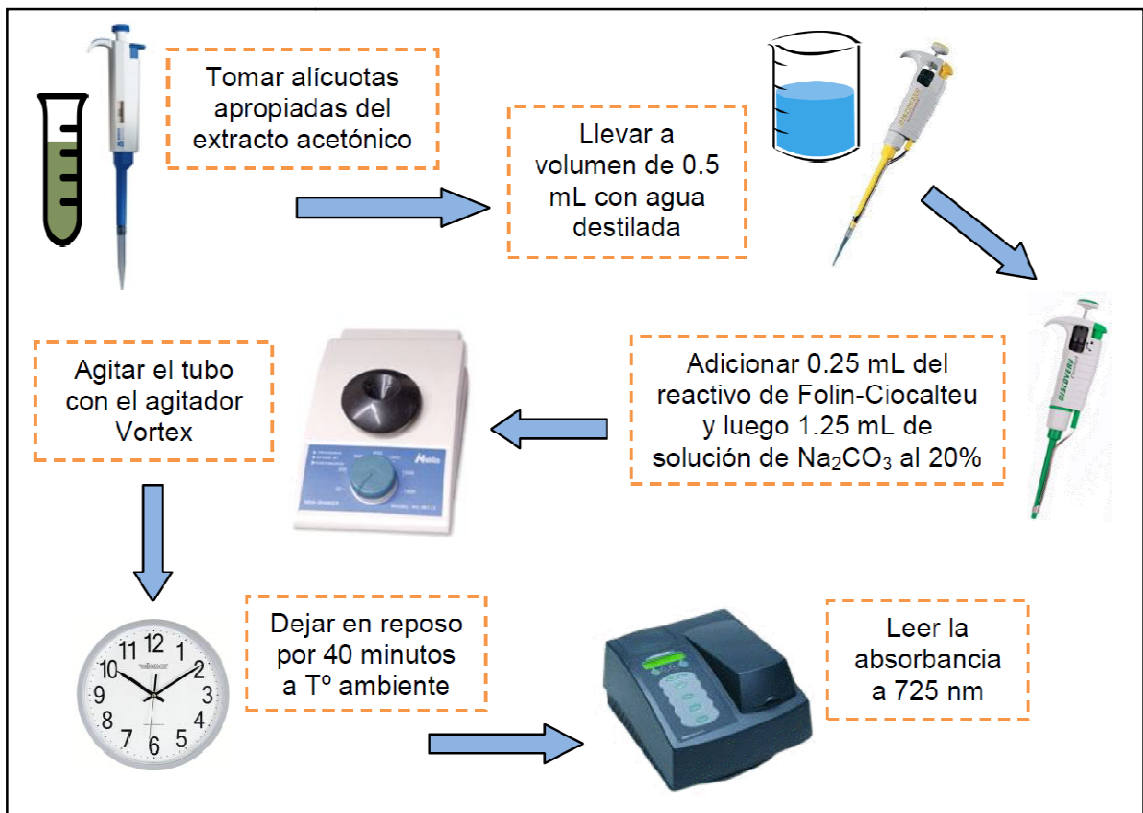 Tomar alícuotas
apropiadas del
extracto acetónico
Llevar a
volumen de 0.5
mL con agua
destilada
Adicionar 0.25 mL del
reactivo de Folin-Ciocalteu
y luego 1.25 mL de
solución de Na₂CO₃ al 20%
Agitar el tubo
con el agitador
Vortex
12
11 1
10 2
9 3
8 4
7 5
6
Dejar en reposo
por 40 minutos
a Tº ambiente
Leer la
absorbancia
a 725 nm